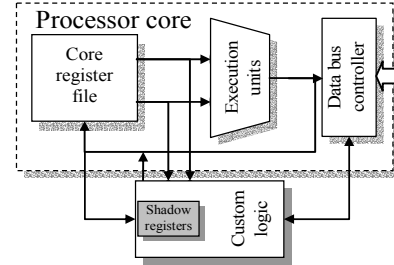 Processor core
Core
register
file
Execution
units
Data bus
controller
Shadow
registers
Custom
logic